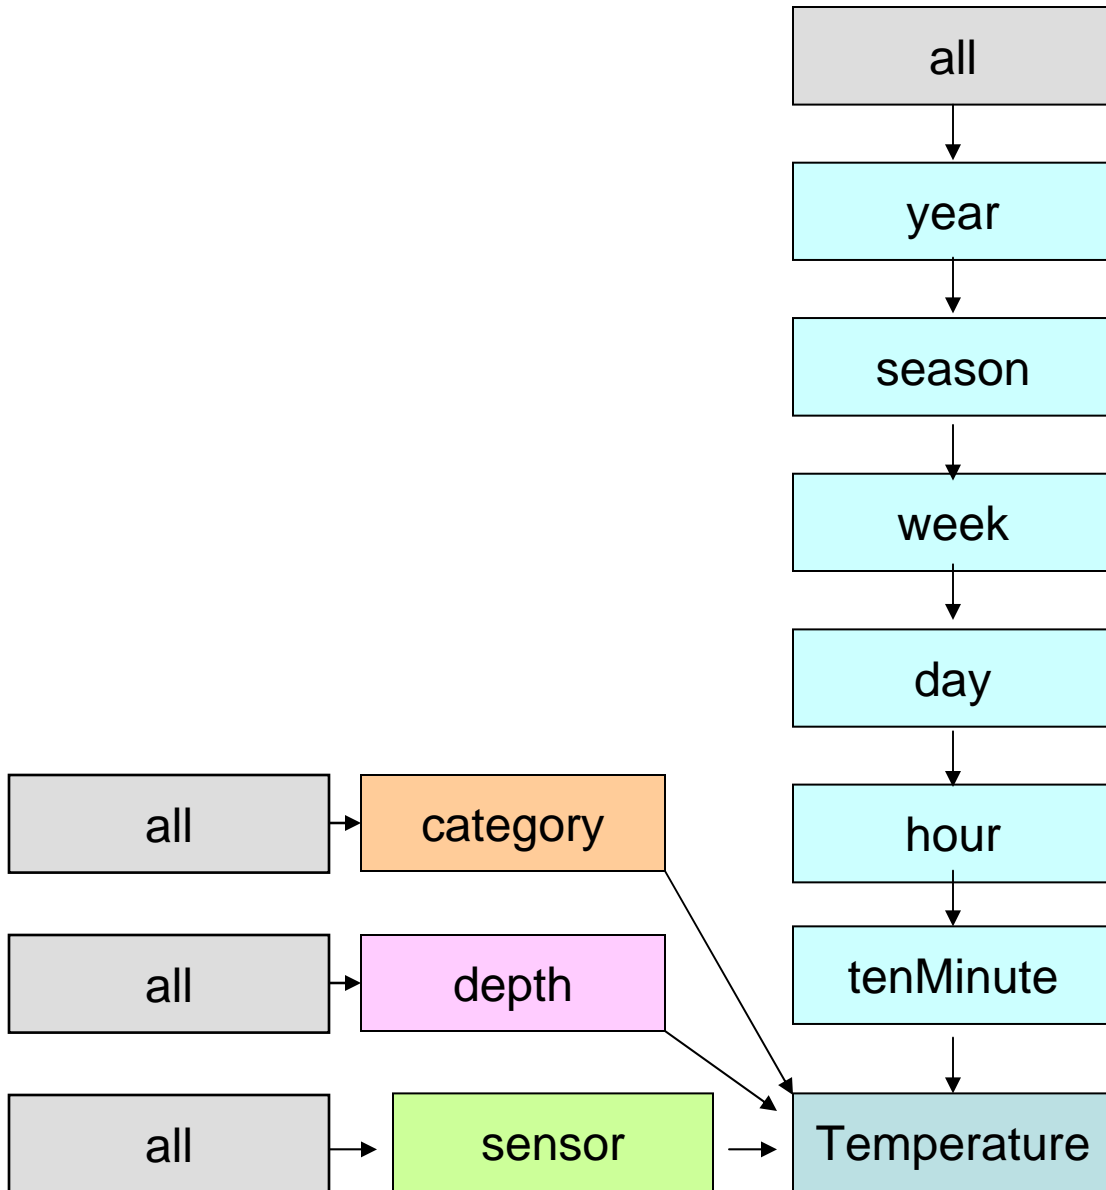 all
year
season
week
day
all
category
hour
all
depth
tenMinute
all
sensor
Temperature